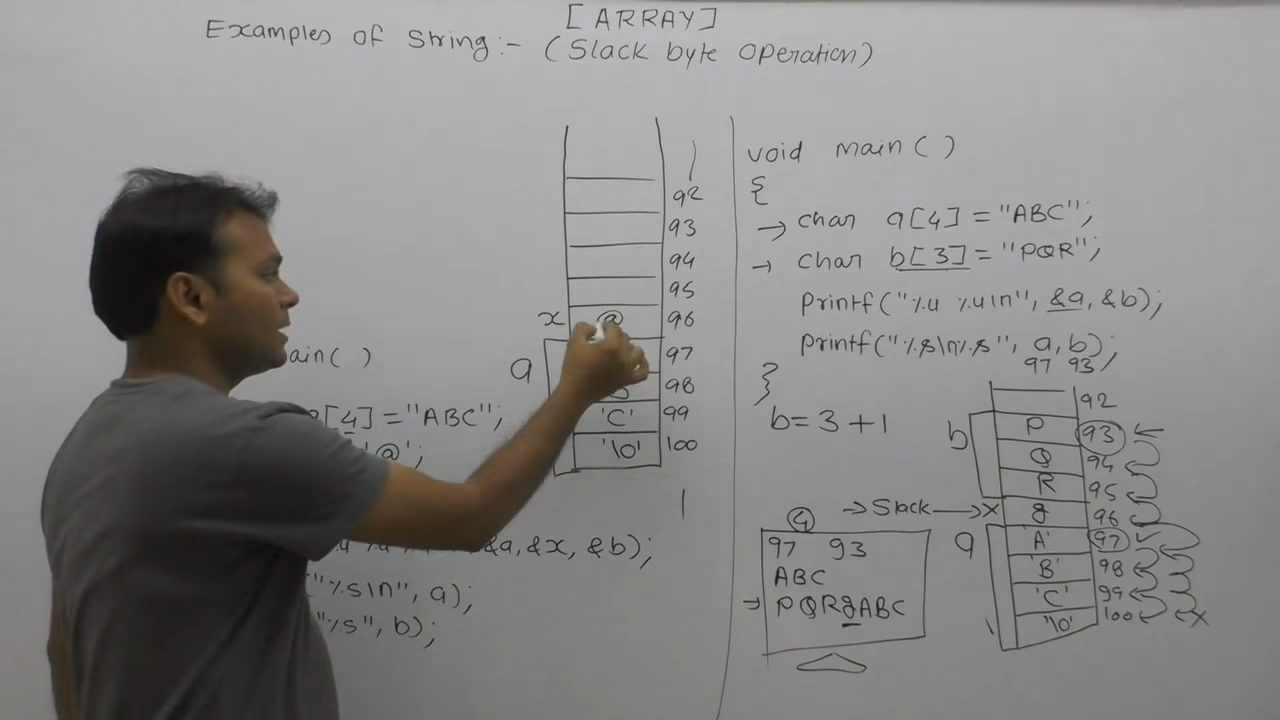 [ARRAY]
Examples of String:- (Slack byte operation)
ain( )
[4] = "ABC";
'@';
&a, &x, &b);
("%s\n", a);
"%s", b);
92
93
94
95
x @ 96
a 97
98
'C' 99
'\0' 100
void main( )
{
→ char a[4] = "ABC";
→ char b[3] = "PQR";
printf("%u %u\n", &a, &b);
printf("%s\n%s", a, b);
97 93
}
b = 3 + 1
4
97 93
ABC
→ PQRgABC
92
b P 93
Q 94
R 95
→ Slack → x g 96
a 'A' 97
'B' 98
'C' 99
'\0' 100
x